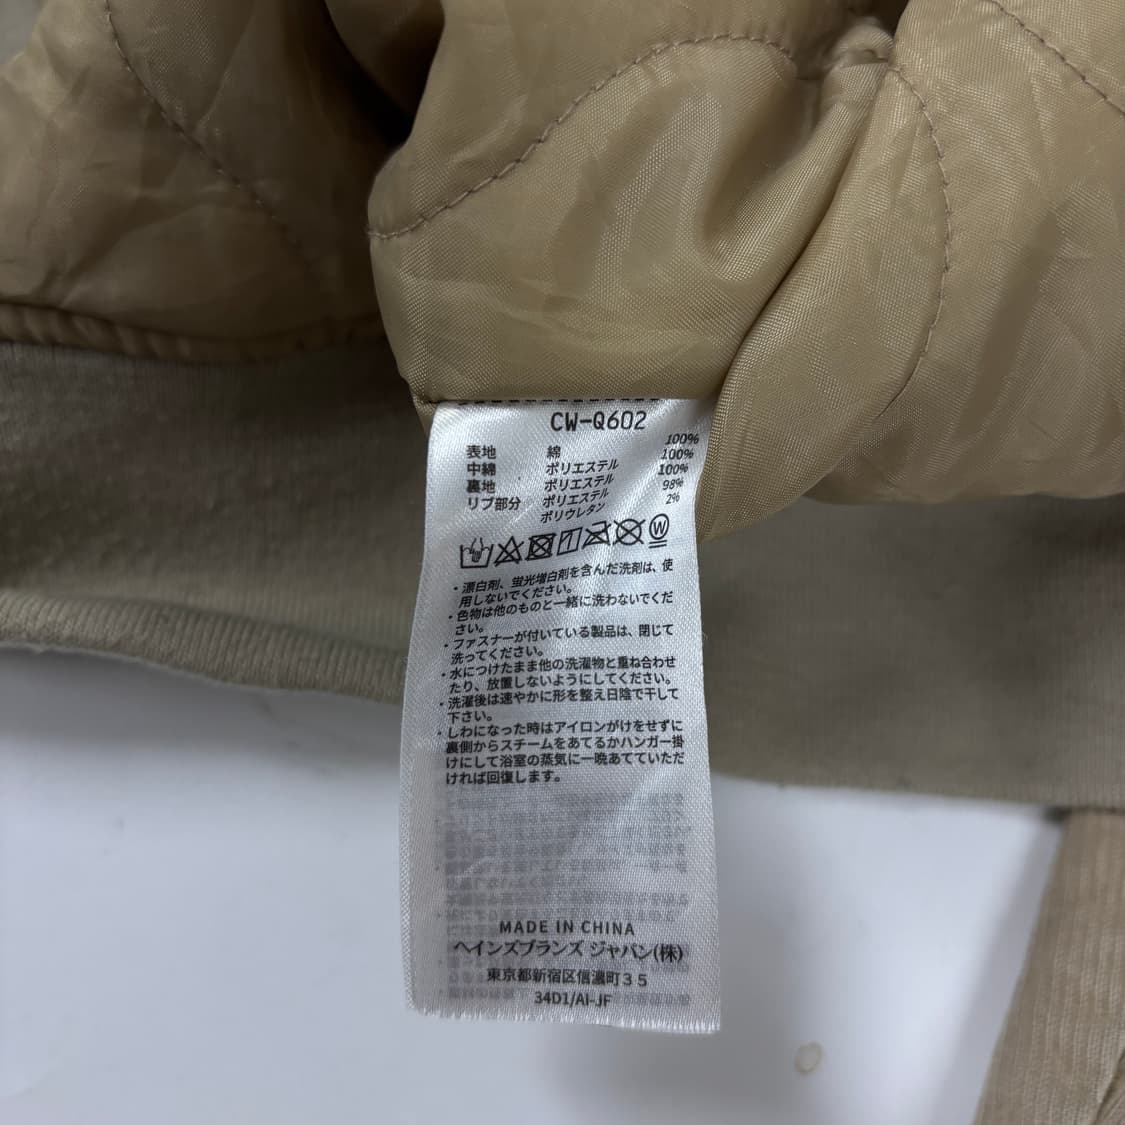 CW-Q602
表地 綿 100%
中綿 ポリエステル 100%
裏地 ポリエステル 100%
リブ部分 ポリエステル 98%
ポリウレタン 2%
W
・漂白剤、蛍光増白剤を含んだ洗剤は、使
用しないでください。
・色物は他のものと一緒に洗わないでくだ
さい。
・ファスナーが付いている製品は、閉じて
洗ってください。
・水につけたまま他の洗濯物と重ね合わせ
たり、放置しないようにしてください。
・洗濯後は速やかに形を整え日陰で干して
下さい。
・しわになった時はアイロンがけをせずに
裏側からスチームをあてるかハンガー掛
けにして浴室の蒸気に一晩あてていただ
ければ回復します。
MADE IN CHINA
ヘインズブランズ ジャパン(株)
東京都新宿区信濃町35
34D1/AI-JF